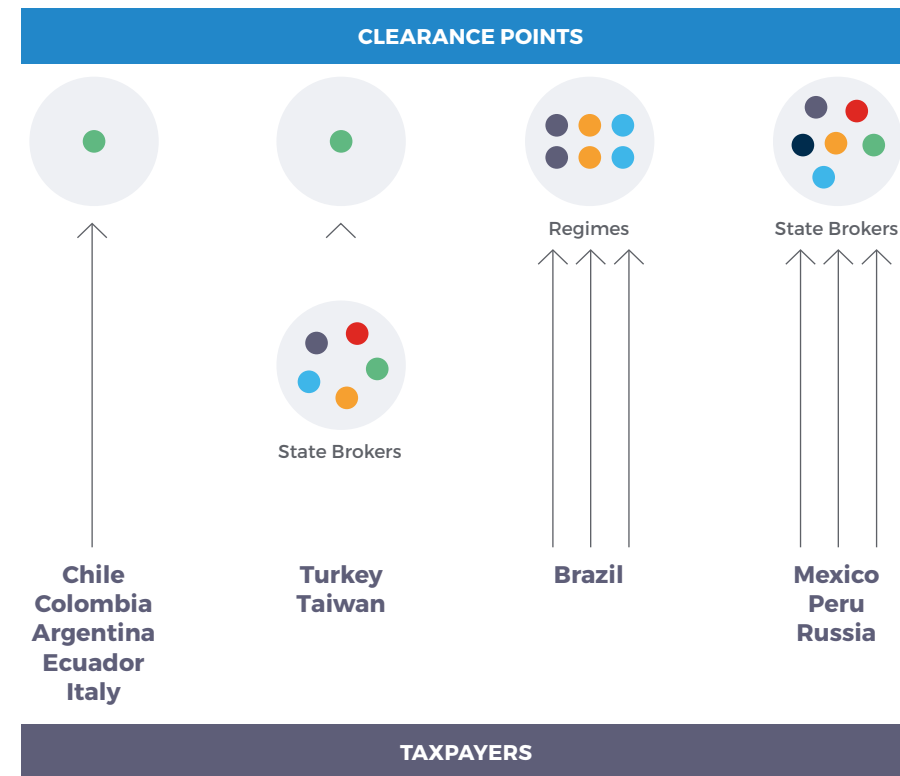 CLEARANCE POINTS
Regimes
State Brokers
State Brokers
Chile
Colombia
Argentina
Ecuador
Italy
Turkey
Taiwan
Brazil
Mexico
Peru
Russia
TAXPAYERS